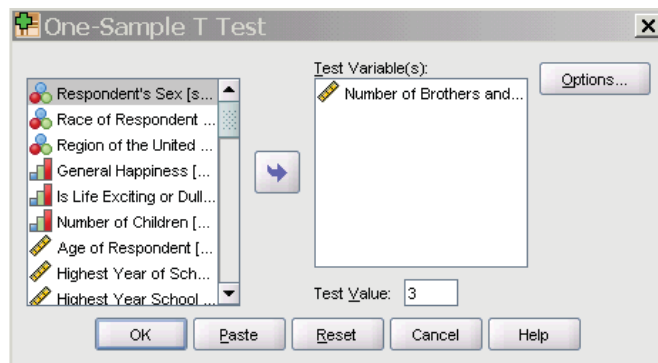 One-Sample T Test
Respondent's Sex [s...
Race of Respondent ...
Region of the United ...
General Happiness [...
Is Life Exciting or Dull...
Number of Children [...
Age of Respondent [...
Highest Year of Sch...
Highest Year School ...
Test Variable(s):
Number of Brothers and...
Options...
Test Value: 3
OK Paste Reset Cancel Help